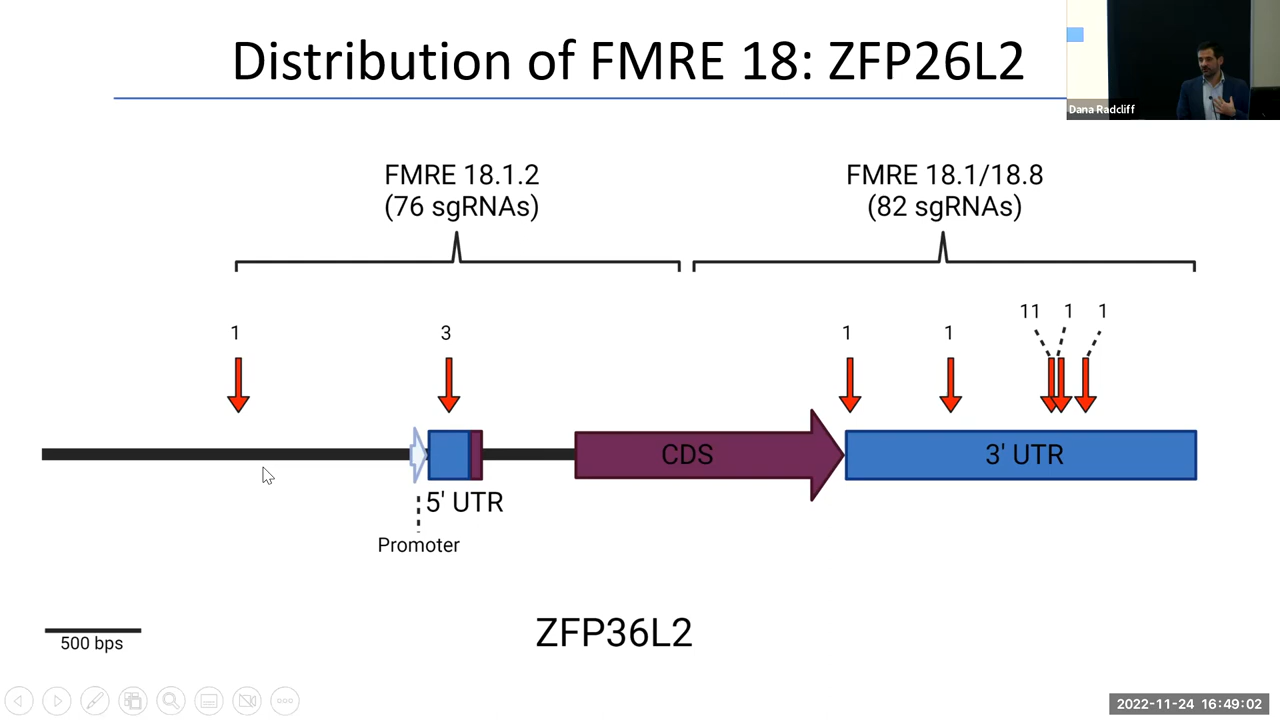 Distribution of FMRE 18: ZFP26L2
Dana Radcliff
FMRE 18.1.2
(76 sgRNAs)
FMRE 18.1/18.8
(82 sgRNAs)
1
3
1
1
11
1
1
CDS
3' UTR
5' UTR
Promoter
500 bps
ZFP36L2
2022-11-24 16:49:02